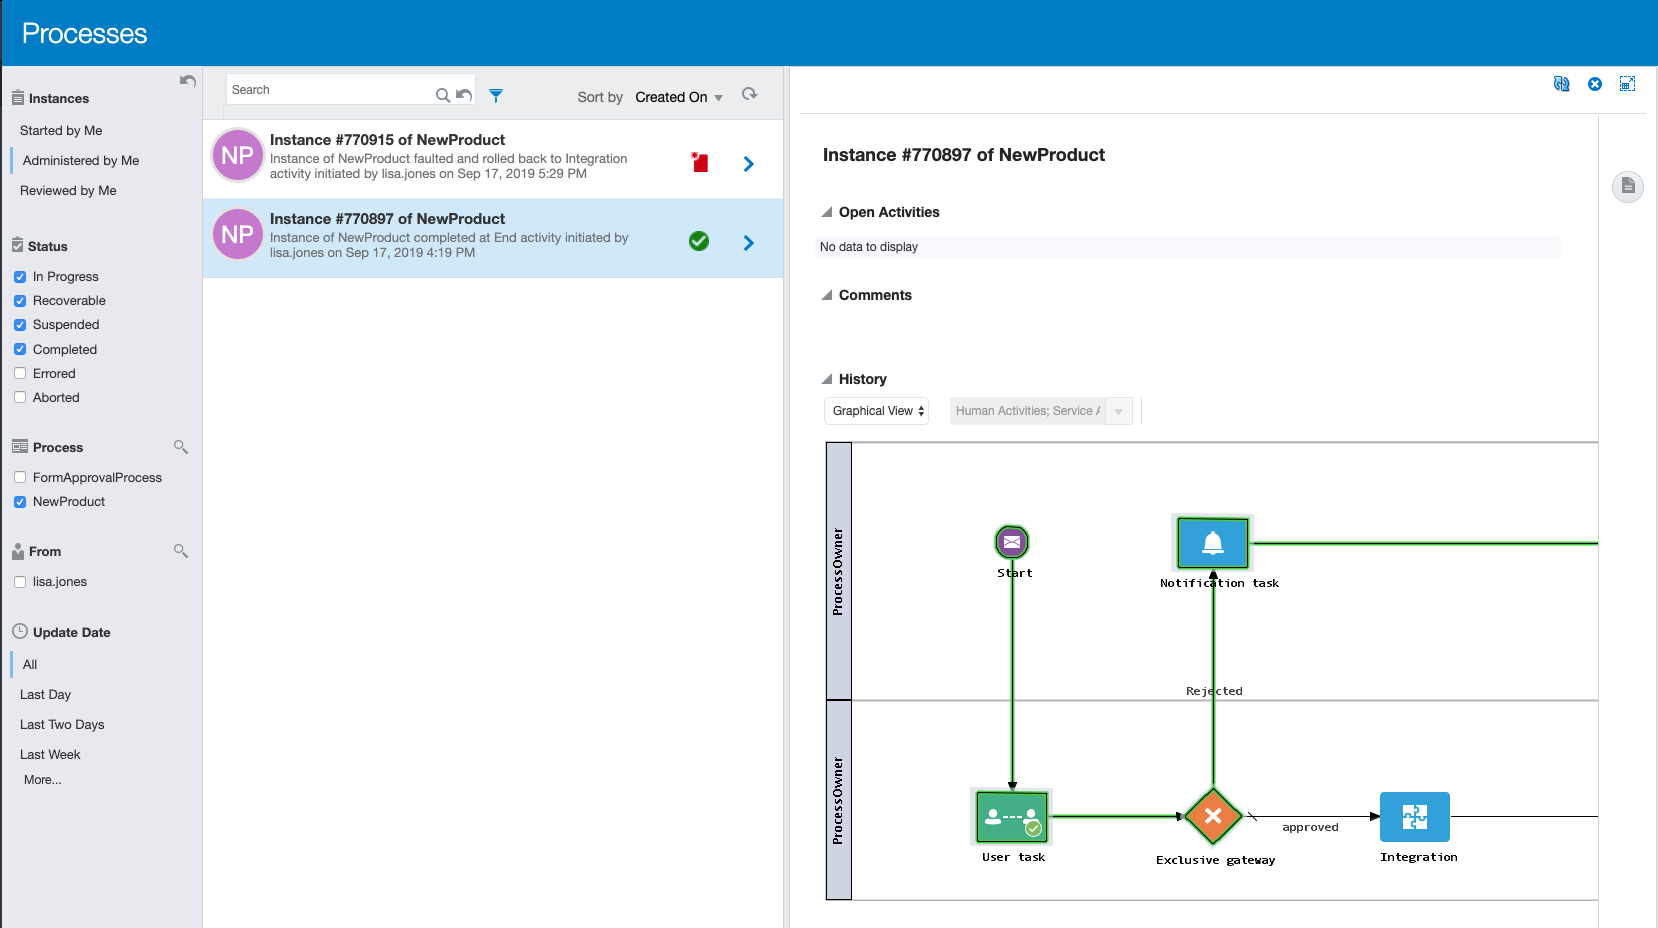 Processes
Instances
Started by Me
Administered by Me
Reviewed by Me
Status
In Progress
Recoverable
Suspended
Completed
Errored
Aborted
Process
FormApprovalProcess
NewProduct
From
lisa.jones
Update Date
All
Last Day
Last Two Days
Last Week
More...
Search
Sort by Created On
NP
Instance #770915 of NewProduct
Instance of NewProduct faulted and rolled back to Integration
activity initiated by lisa.jones on Sep 17, 2019 5:29 PM
NP
Instance #770897 of NewProduct
Instance of NewProduct completed at End activity initiated by
lisa.jones on Sep 17, 2019 4:19 PM
Instance #770897 of NewProduct
Open Activities
No data to display
Comments
History
Graphical View
Human Activities; Service A
ProcessOwner
Start
Notification task
Rejected
ProcessOwner
User task
Exclusive gateway
approved
Integration